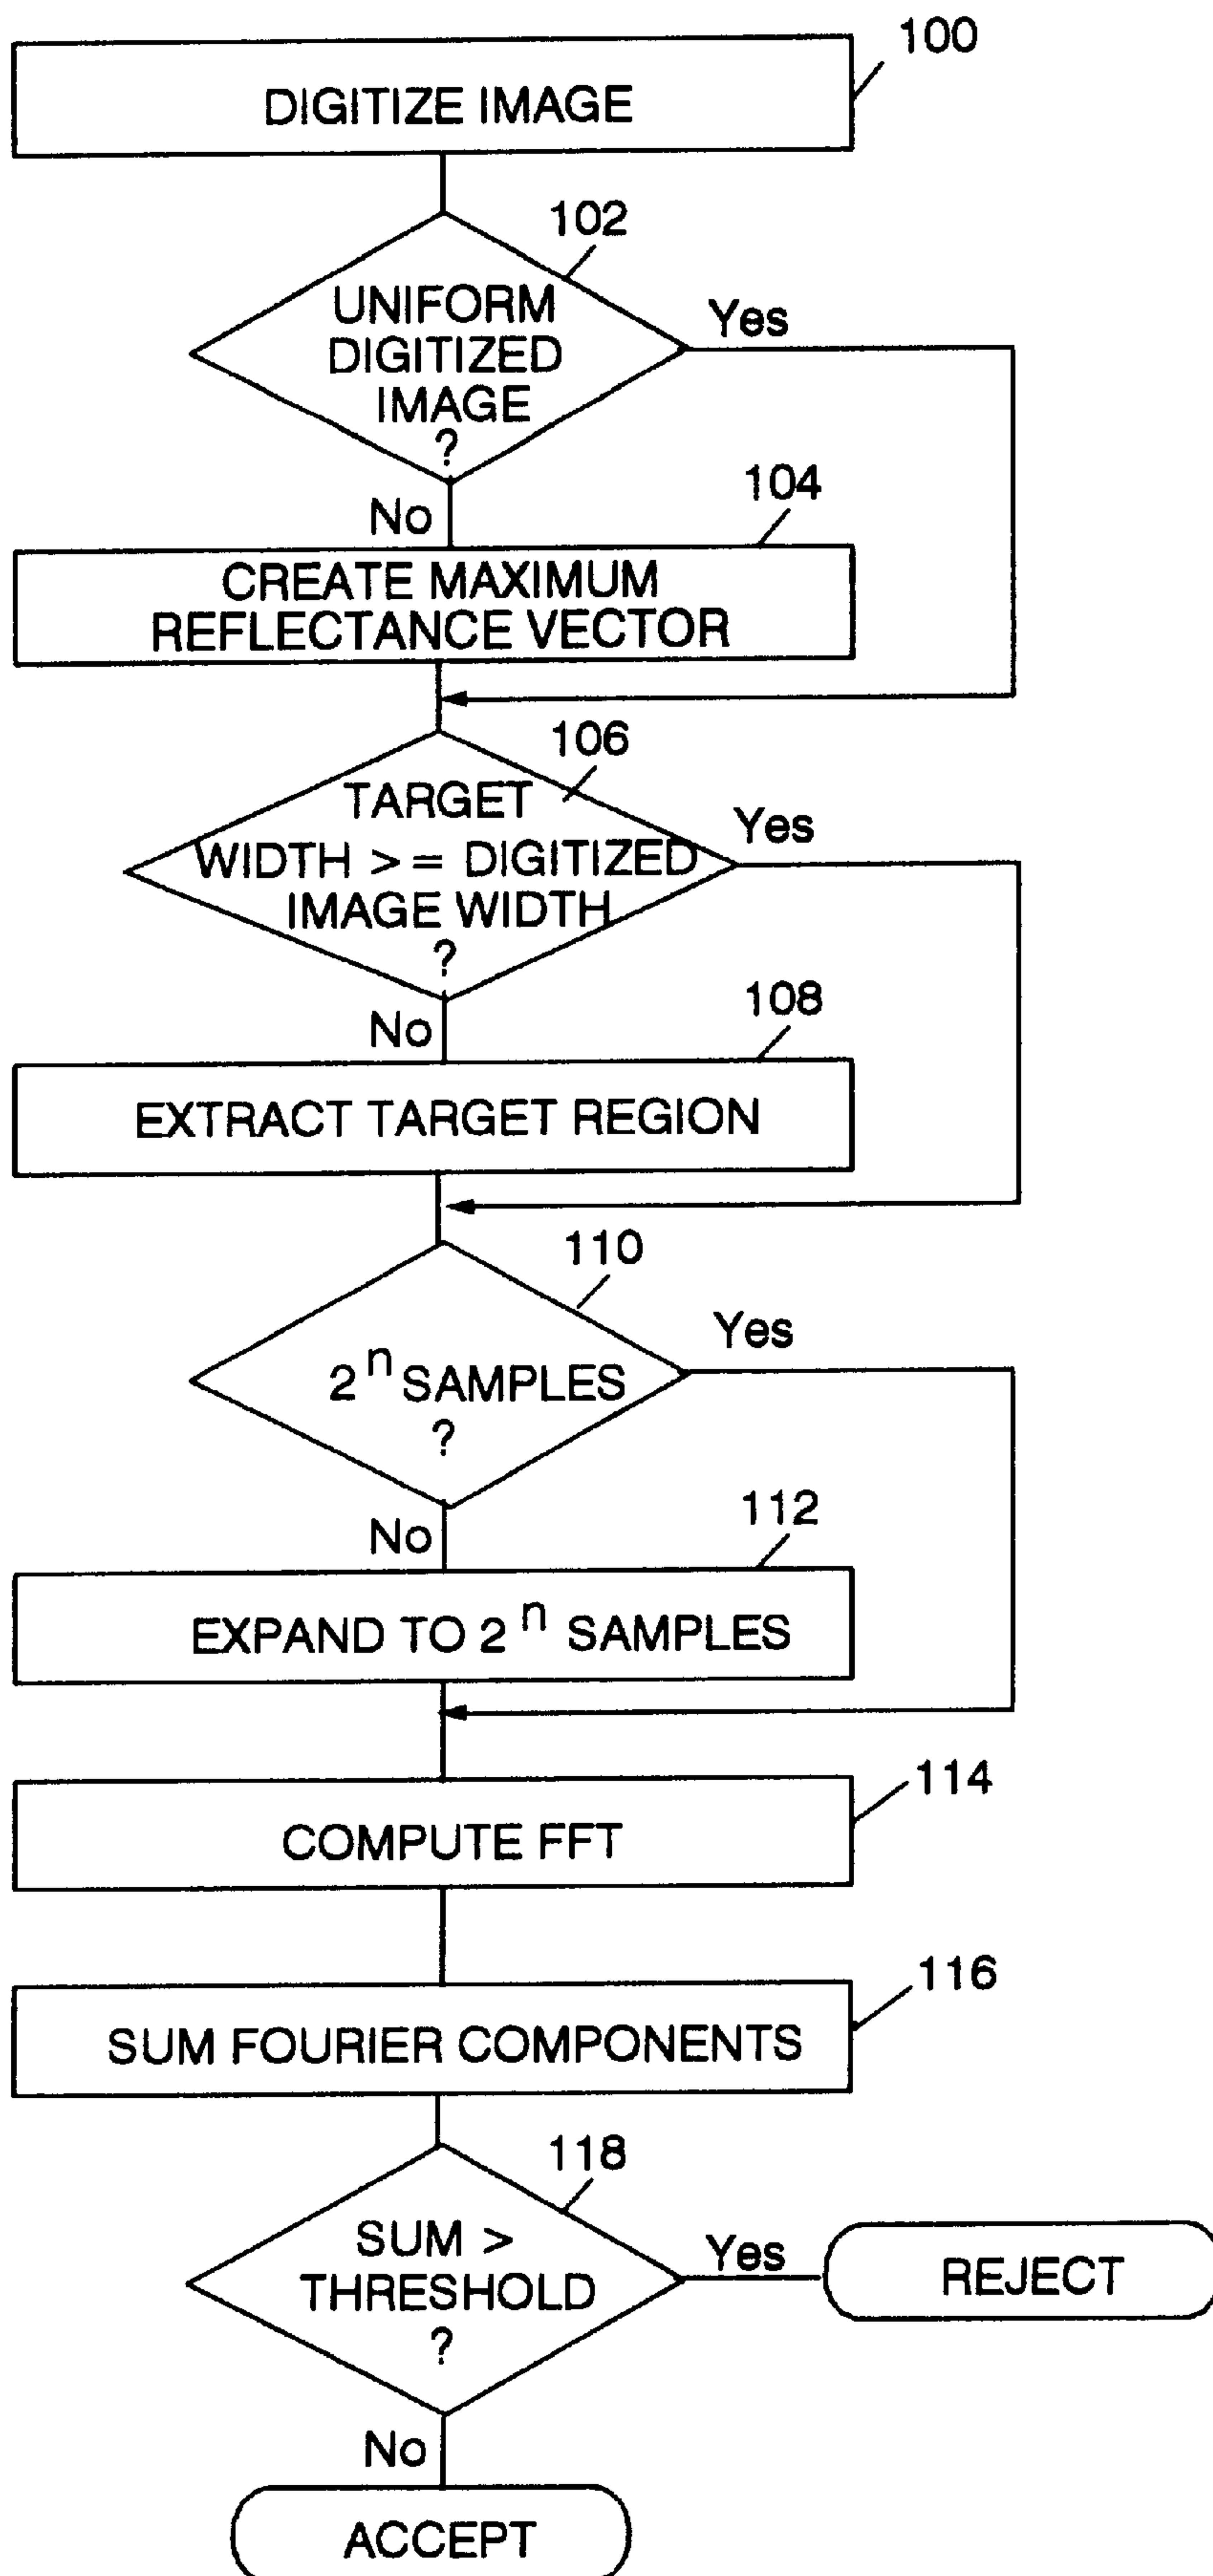 100
DIGITIZE IMAGE
102
UNIFORM
DIGITIZED
IMAGE
?
Yes
No
104
CREATE MAXIMUM
REFLECTANCE VECTOR
106
TARGET
WIDTH >= DIGITIZED
IMAGE WIDTH
?
Yes
No
108
EXTRACT TARGET REGION
110
2^n SAMPLES
?
Yes
No
112
EXPAND TO 2^n SAMPLES
114
COMPUTE FFT
116
SUM FOURIER COMPONENTS
118
SUM >
THRESHOLD
?
Yes
REJECT
No
ACCEPT